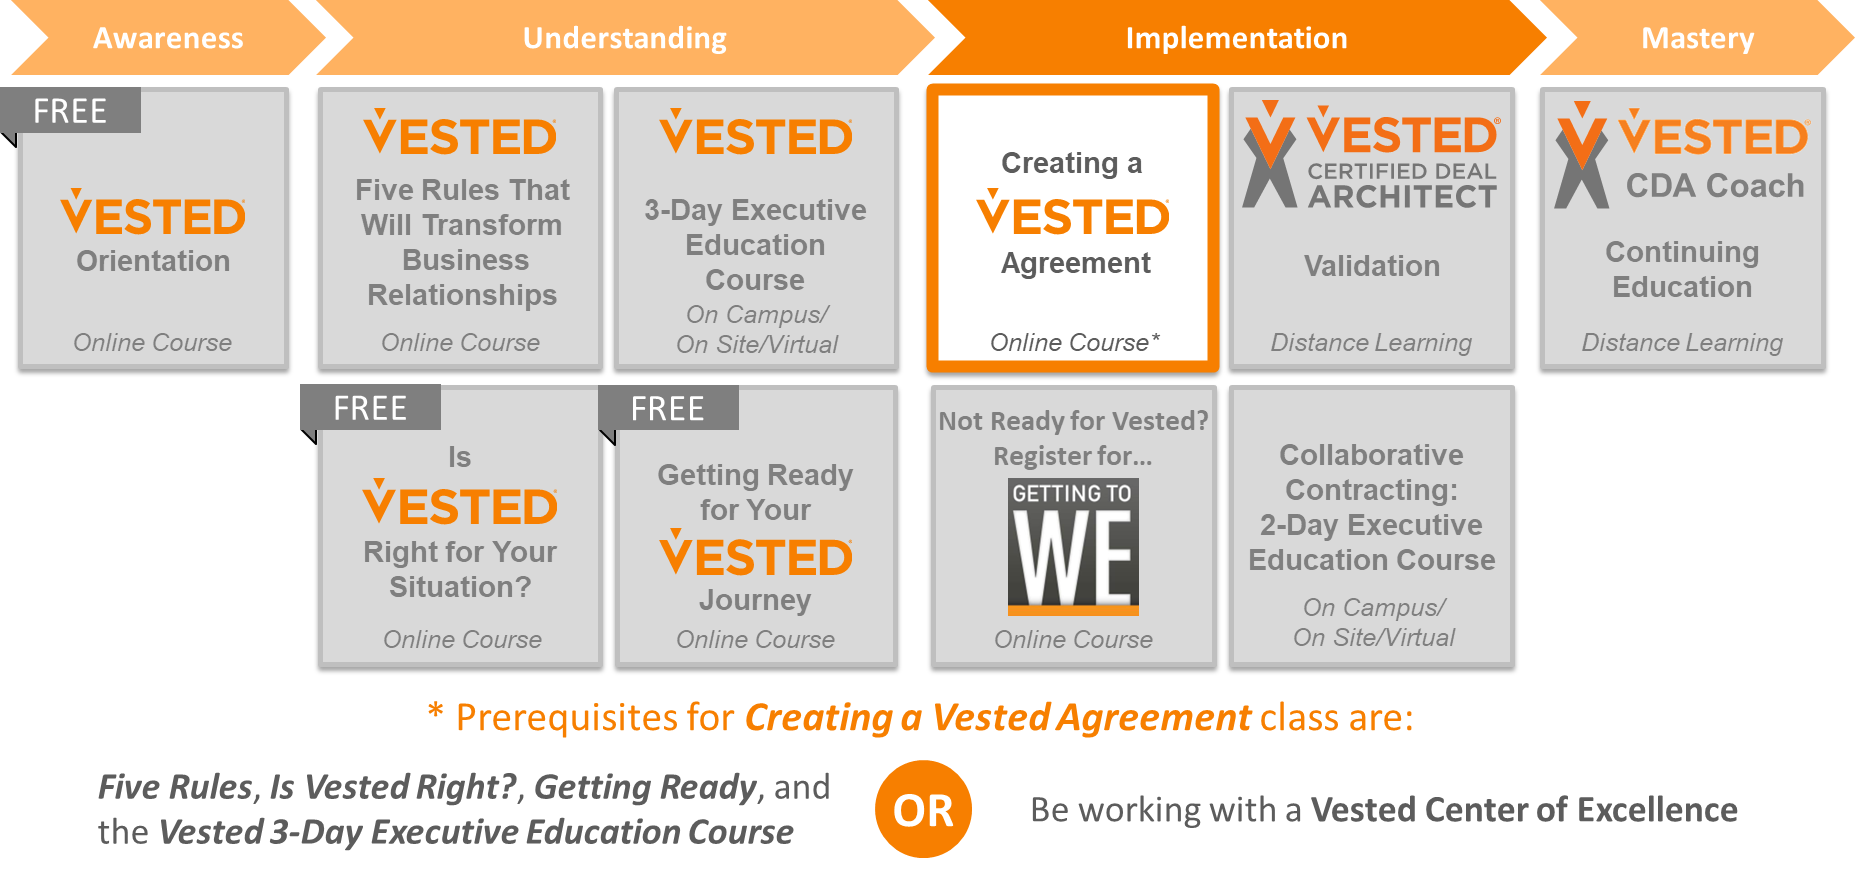 Awareness
Understanding
Implementation
Mastery
FREE
VESTED®
Orientation
Online Course
VESTED®
Five Rules That
Will Transform
Business
Relationships
Online Course
VESTED®
3-Day Executive
Education
Course
On Campus/
On Site/Virtual
Creating a
VESTED®
Agreement
Online Course*
VESTED®
CERTIFIED DEAL
ARCHITECT
Validation
Distance Learning
VESTED®
CDA Coach
Continuing
Education
Distance Learning
FREE
Is
VESTED®
Right for Your
Situation?
Online Course
FREE
Getting Ready
for Your
VESTED®
Journey
Online Course
Not Ready for Vested?
Register for...
GETTING TO
WE
Online Course
Collaborative
Contracting:
2-Day Executive
Education Course
On Campus/
On Site/Virtual
* Prerequisites for Creating a Vested Agreement class are:
Five Rules, Is Vested Right?, Getting Ready, and
the Vested 3-Day Executive Education Course
OR
Be working with a Vested Center of Excellence